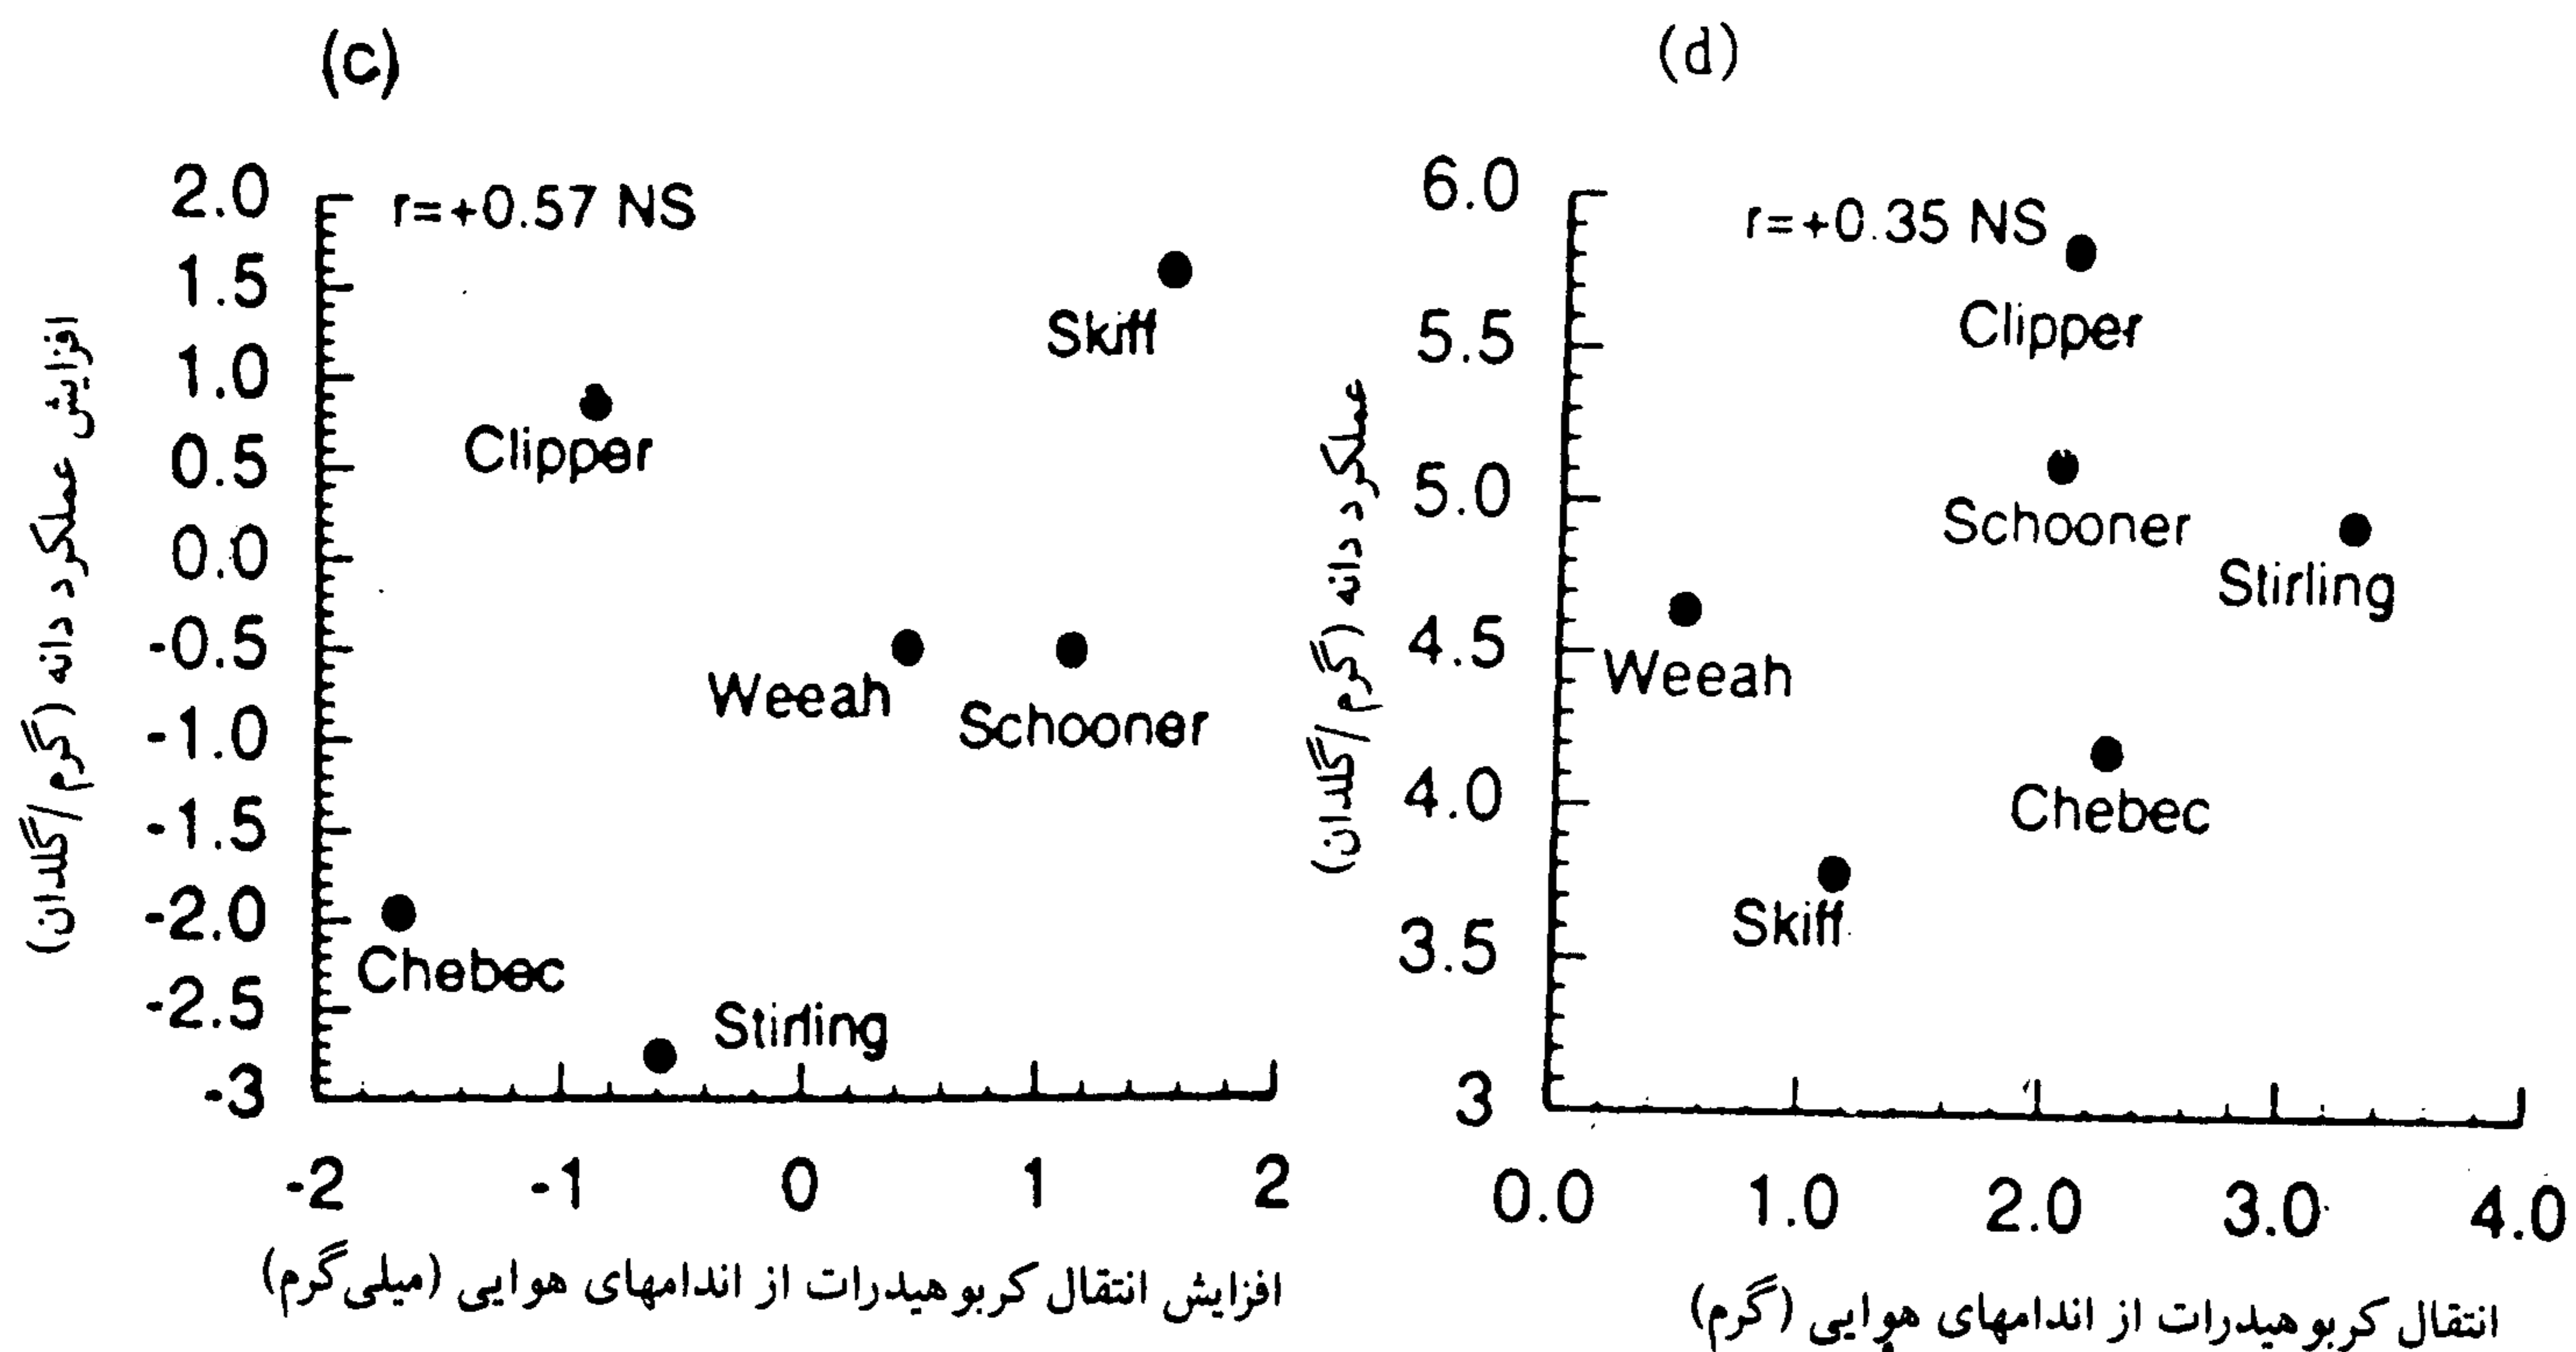 (c)
افزایش عملکرد دانه (گرم/گلدان)
2.0
1.5
1.0
0.5
0.0
-0.5
-1.0
-1.5
-2.0
-2.5
-3
r=+0.57 NS
Skiff
Clipper
Weeah
Schooner
Chebec
Stirling
-2 -1 0 1 2
افزایش انتقال کربوهیدرات از اندامهای هوایی (میلی‌گرم)
(d)
عملکرد دانه (گرم/گلدان)
6.0
5.5
5.0
4.5
4.0
3.5
3
r=+0.35 NS
Clipper
Schooner
Stirling
Weeah
Chebec
Skiff
0.0 1.0 2.0 3.0 4.0
انتقال کربوهیدرات از اندامهای هوایی (گرم)